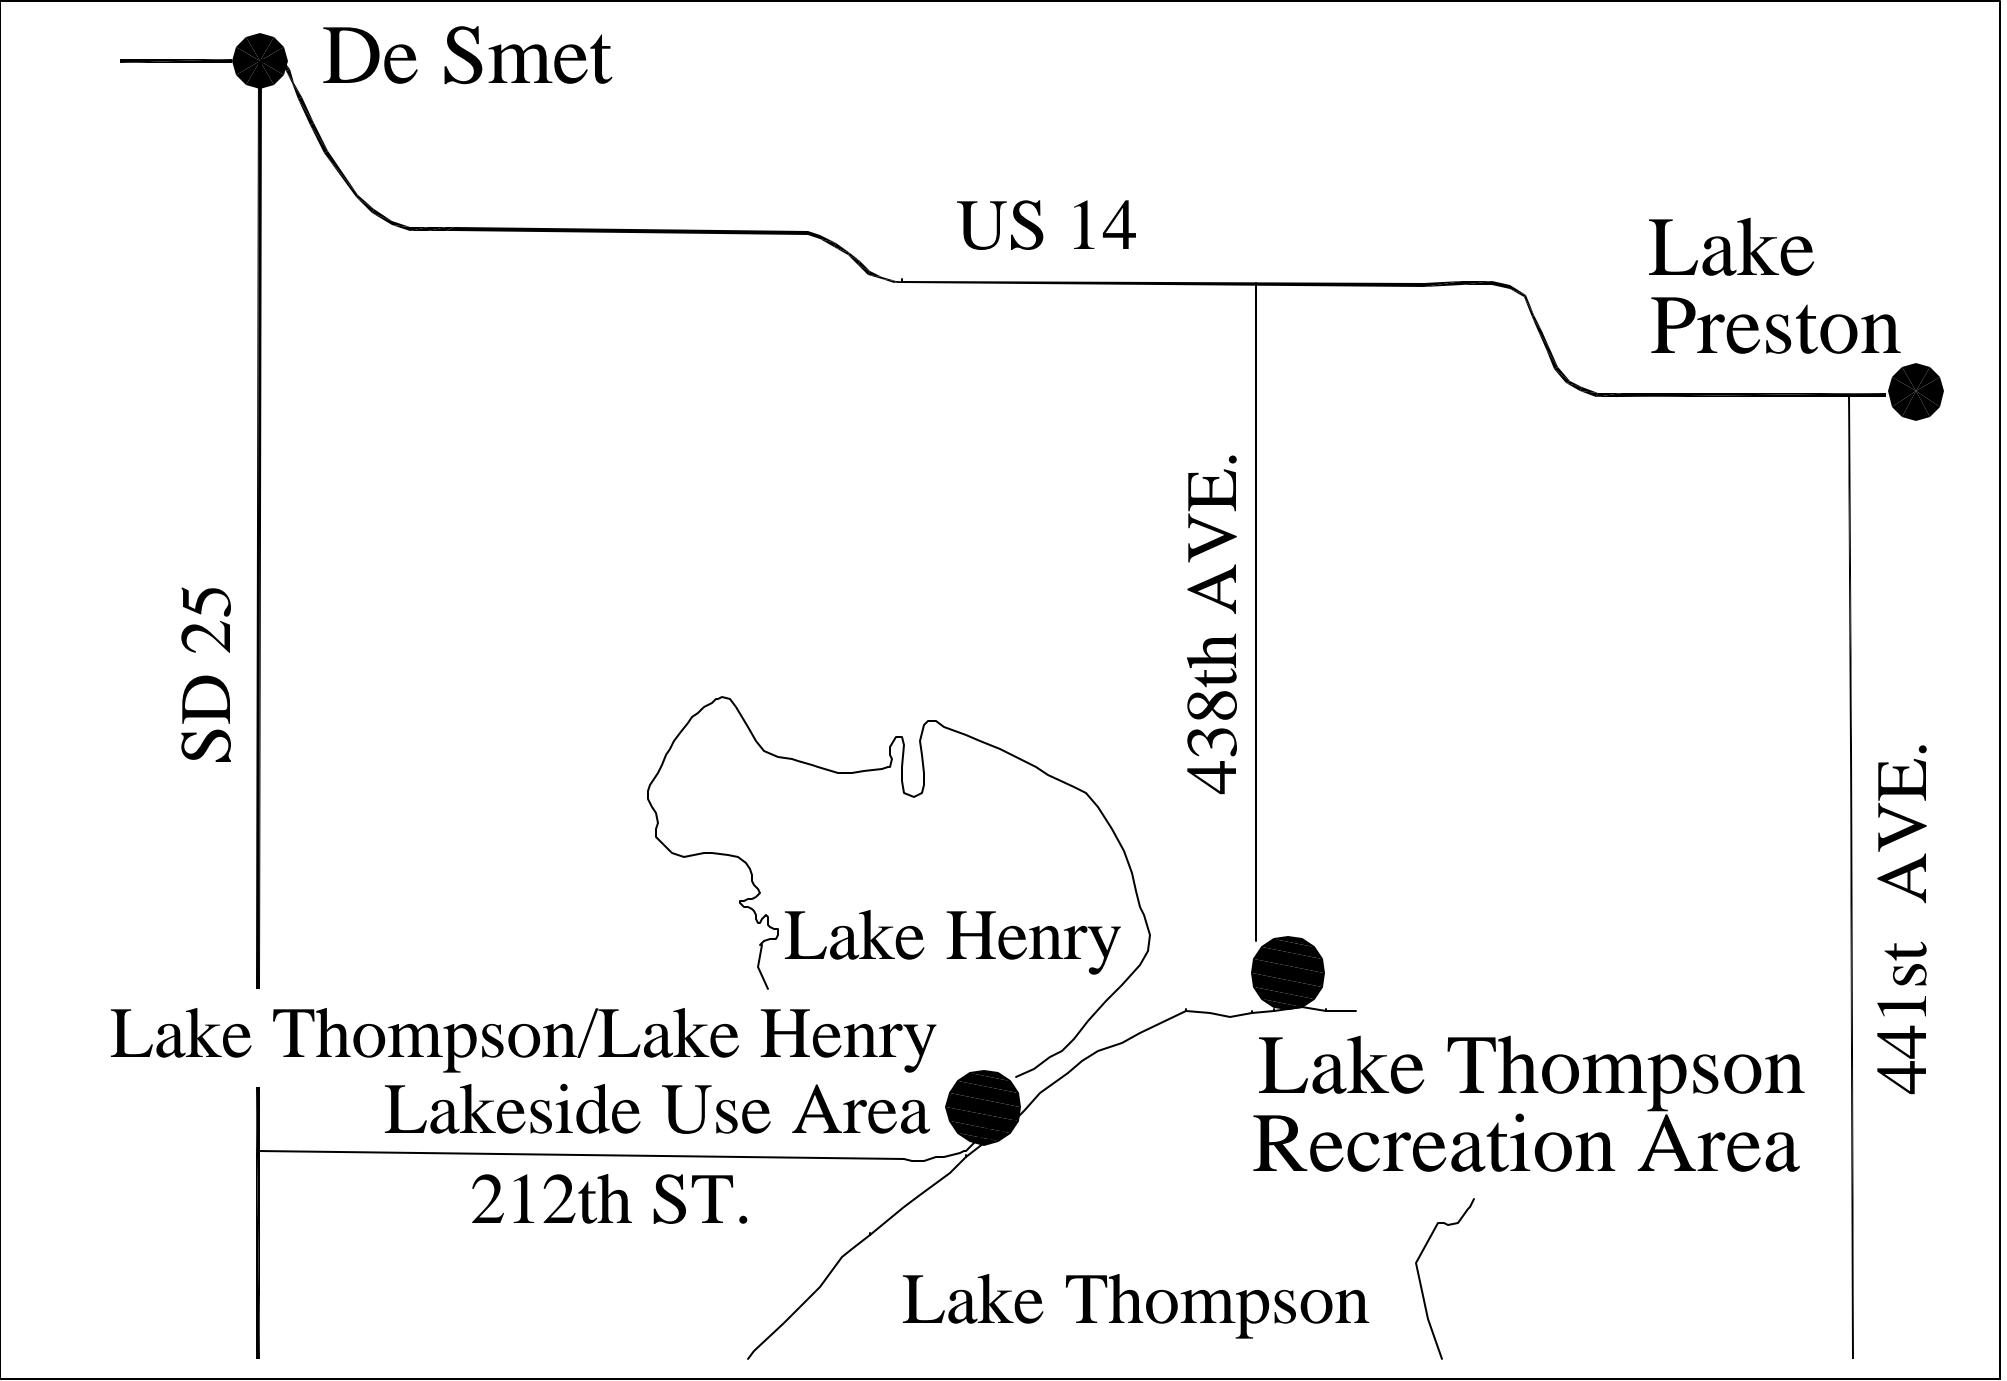 De Smet
US 14
Lake
Preston
SD 25
438th AVE.
441st AVE.
Lake Henry
Lake Thompson/Lake Henry
Lakeside Use Area
Lake Thompson
Recreation Area
212th ST.
Lake Thompson